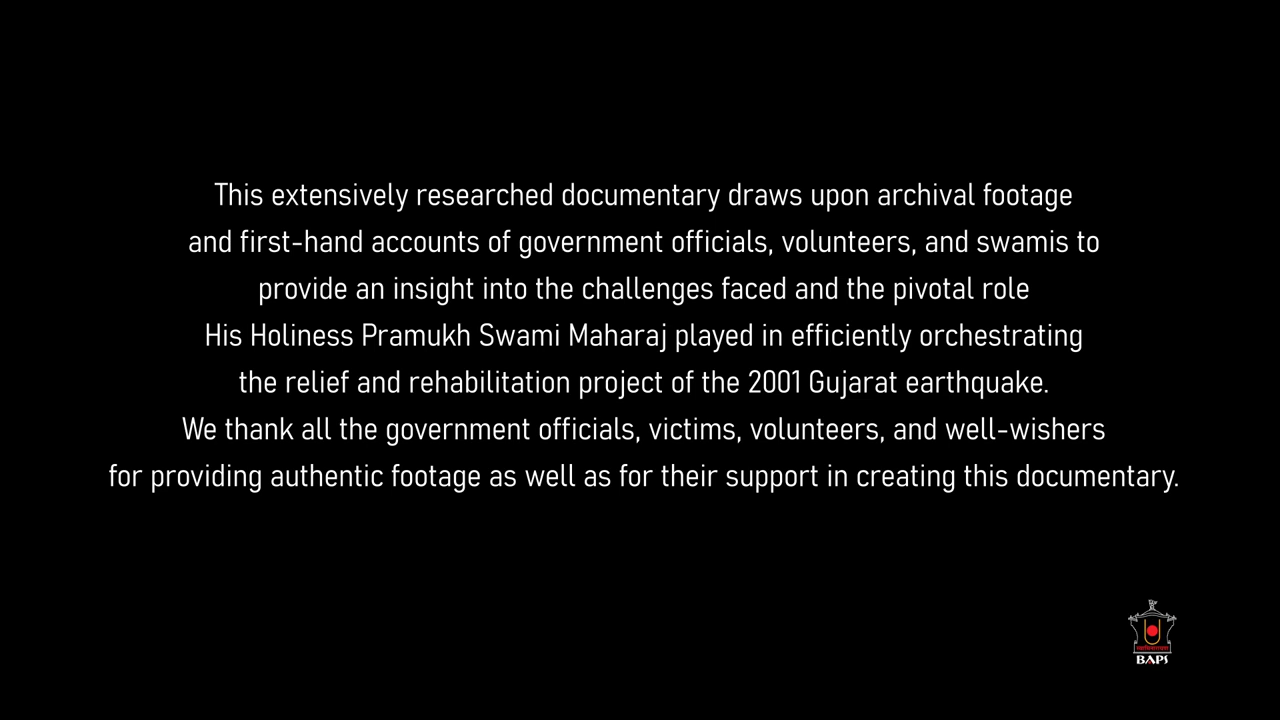 This extensively researched documentary draws upon archival footage
and first-hand accounts of government officials, volunteers, and swamis to
provide an insight into the challenges faced and the pivotal role
His Holiness Pramukh Swami Maharaj played in efficiently orchestrating
the relief and rehabilitation project of the 2001 Gujarat earthquake.
We thank all the government officials, victims, volunteers, and well-wishers
for providing authentic footage as well as for their support in creating this documentary.
BAPS